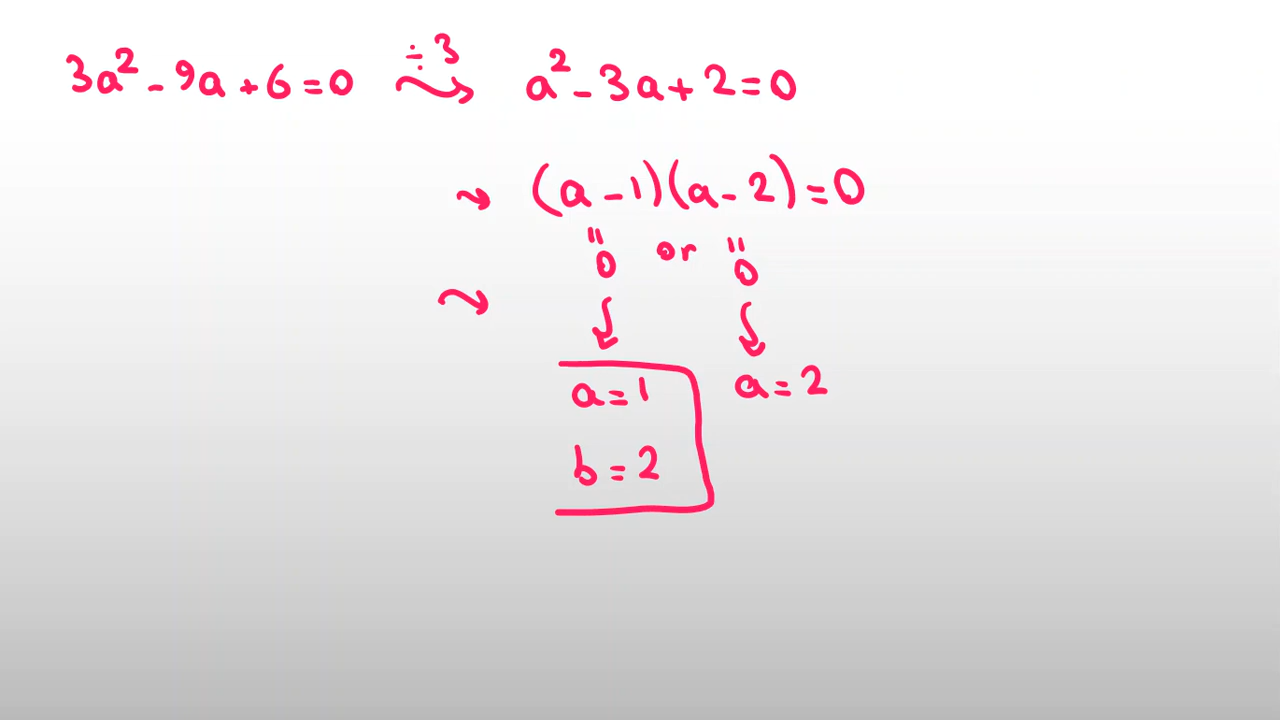 3a² - 9a + 6 = 0 ÷3 ⤳ a² - 3a + 2 = 0
⤳ (a - 1)(a - 2) = 0
" or "
0 0
⤳
a = 1 a = 2
b = 2